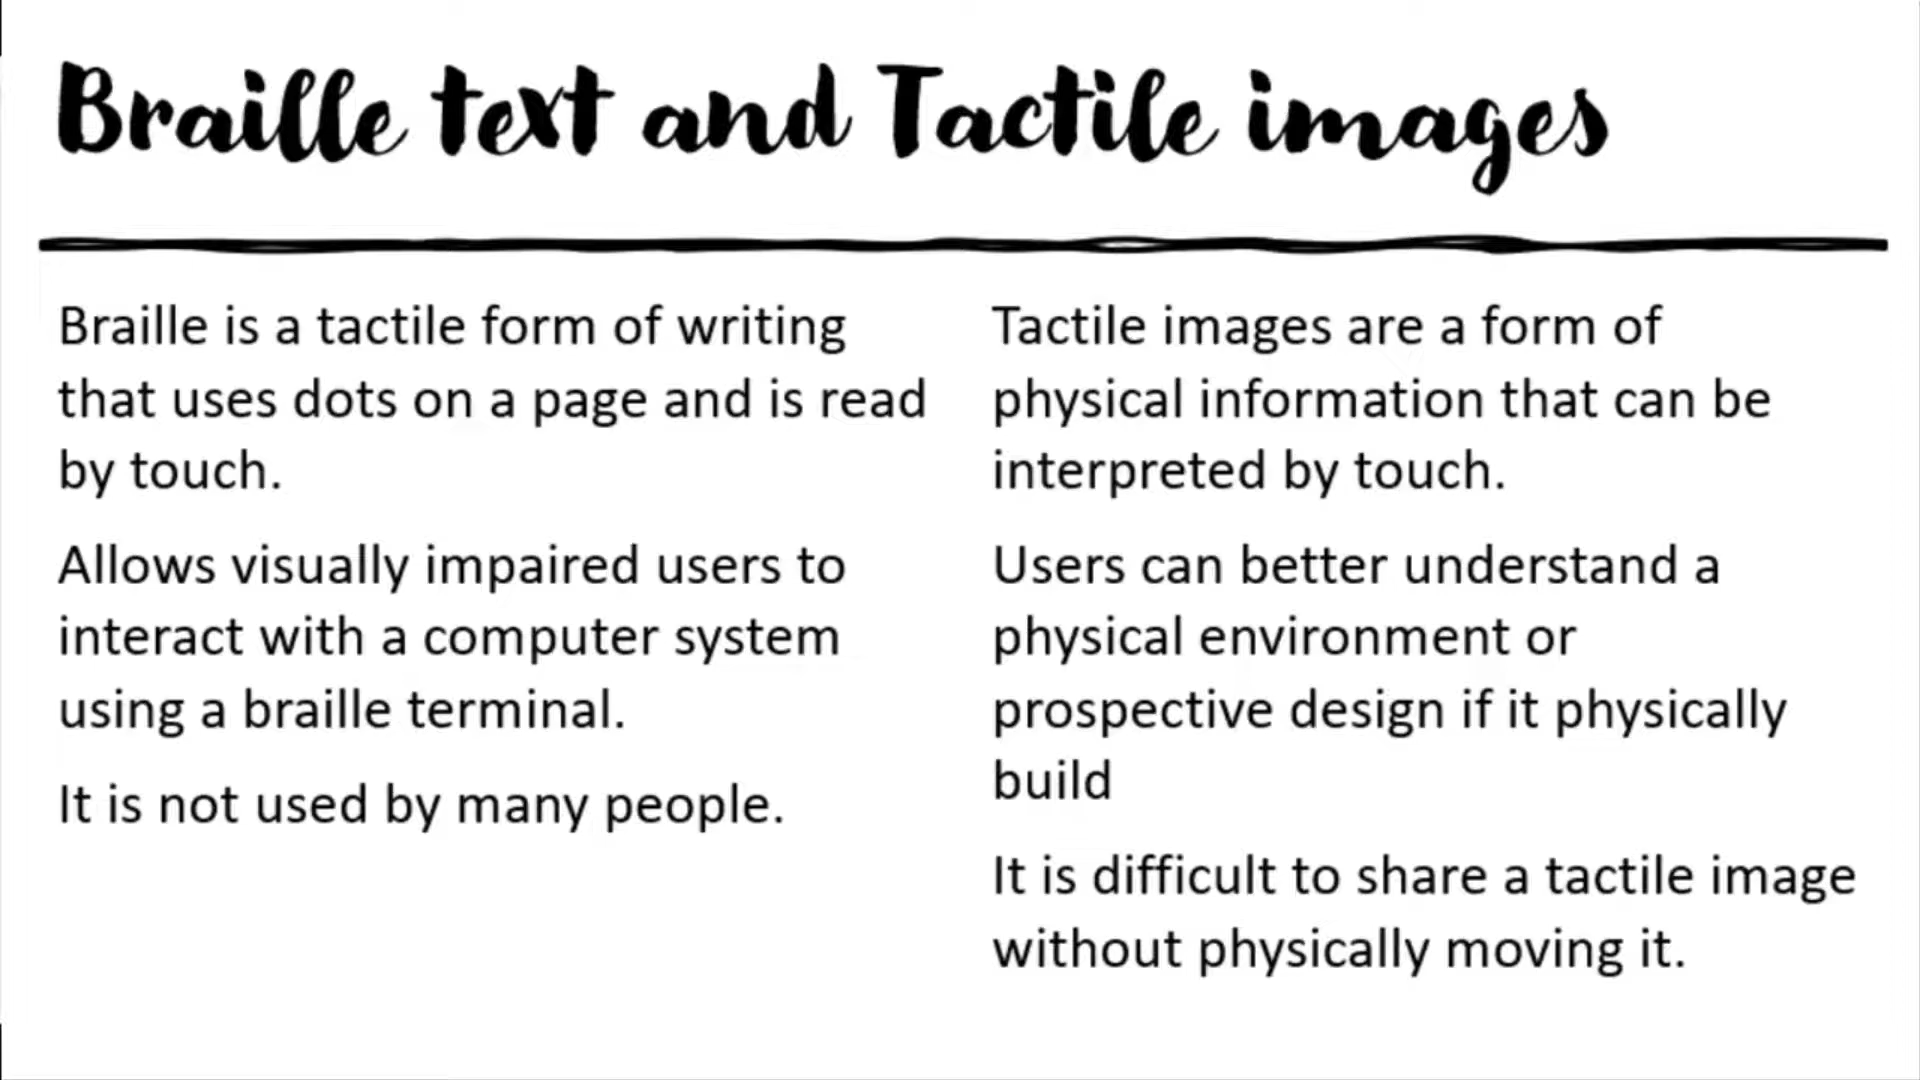 Braille text and Tactile images
Braille is a tactile form of writing
that uses dots on a page and is read
by touch.
Allows visually impaired users to
interact with a computer system
using a braille terminal.
It is not used by many people.
Tactile images are a form of
physical information that can be
interpreted by touch.
Users can better understand a
physical environment or
prospective design if it physically
build
It is difficult to share a tactile image
without physically moving it.